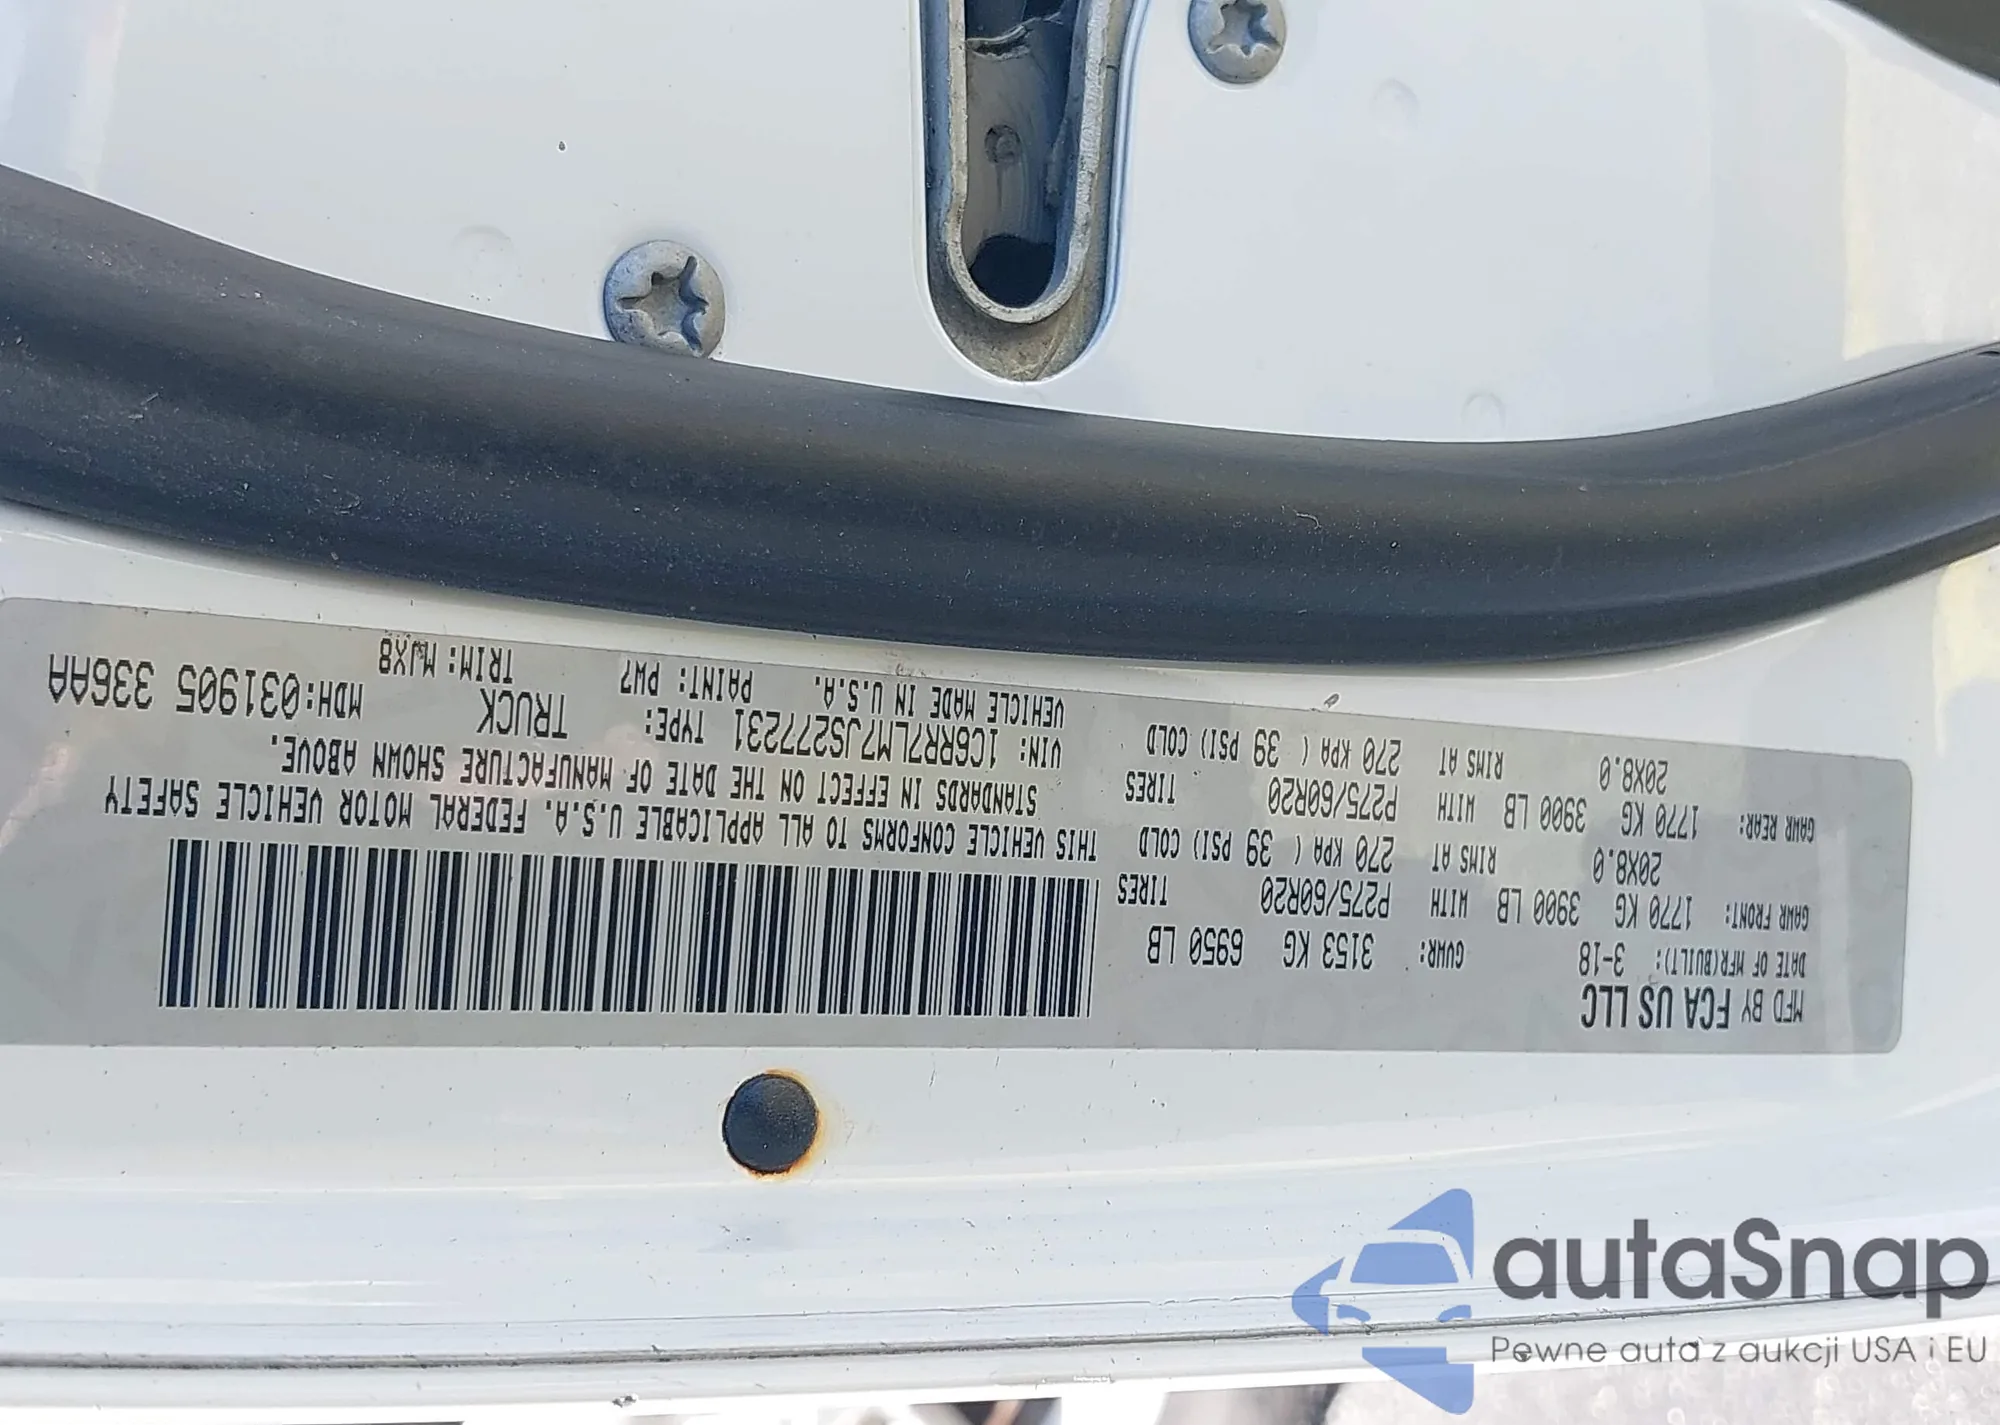 MFD BY FCA US LLC
DATE OF MFR(BUILT): 3-18 GVWR: 3153 KG 6950 LB
GAWR FRONT: 1770 KG 3900 LB WITH P275/60R20 TIRES
20X8.0 RIMS AT 270 KPA ( 39 PSI) COLD
GAWR REAR: 1770 KG 3900 LB WITH P275/60R20 TIRES
20X8.0 RIMS AT 270 KPA ( 39 PSI) COLD
THIS VEHICLE CONFORMS TO ALL APPLICABLE U.S.A. FEDERAL MOTOR VEHICLE SAFETY
STANDARDS IN EFFECT ON THE DATE OF MANUFACTURE SHOWN ABOVE.
VIN: 1C6RR7LM7JS277231 TYPE: TRUCK MDH:031905 336AA
VEHICLE MADE IN U.S.A. PAINT: PW7 TRIM: MJX8
autaSnap
Pewne auta z aukcji USA i EU